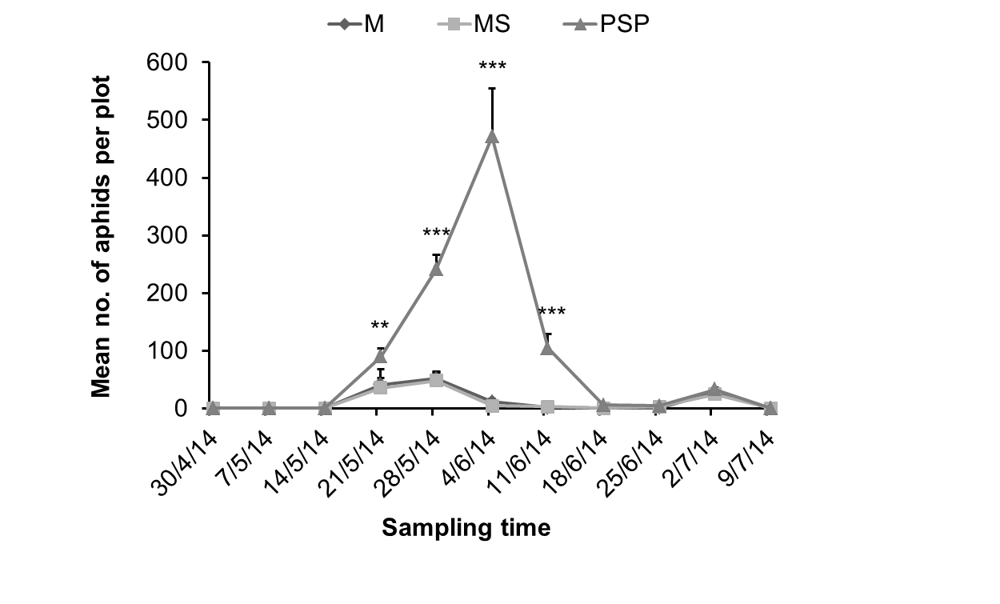 M MS PSP
600
500
400
300
200
100
0
Mean no. of aphids per plot
***
***
***
**
30/4/14 7/5/14 14/5/14 21/5/14 28/5/14 4/6/14 11/6/14 18/6/14 25/6/14 2/7/14 9/7/14
Sampling time